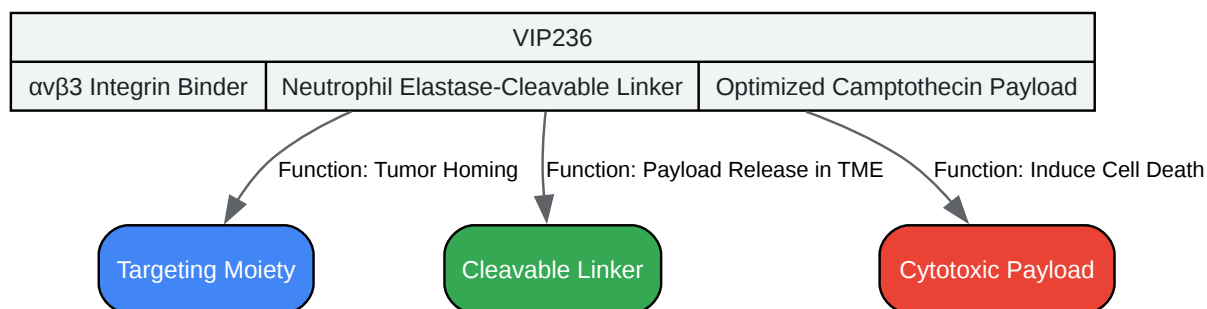 VIP236
αvβ3 Integrin Binder
Neutrophil Elastase-Cleavable Linker
Optimized Camptothecin Payload
Function: Tumor Homing
Function: Payload Release in TME
Function: Induce Cell Death
Targeting Moiety
Cleavable Linker
Cytotoxic Payload